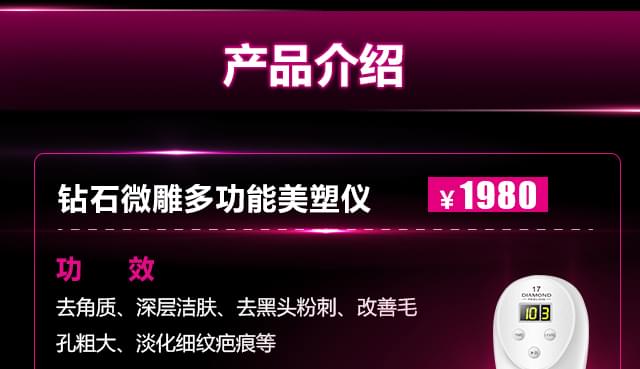 产品介绍
钻石微雕多功能美塑仪 ¥1980
功 效
去角质、深层洁肤、去黑头粉刺、改善毛
孔粗大、淡化细纹疤痕等
17
DIAMOND
PEELING
103